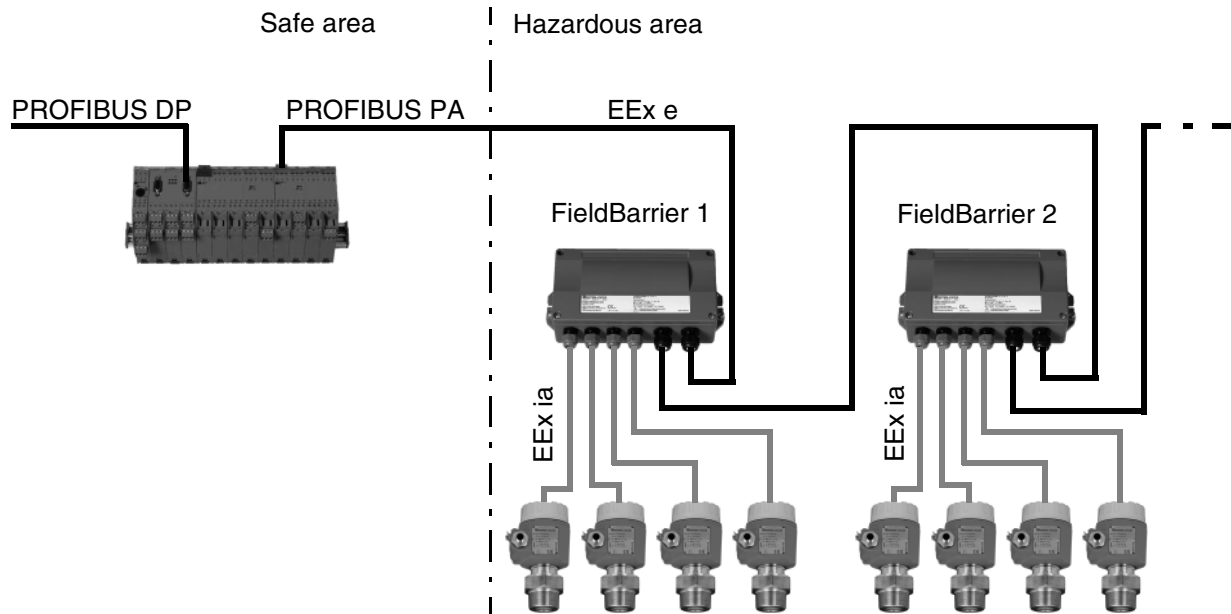 Safe area
Hazardous area
PROFIBUS DP
PROFIBUS PA
EEx e
FieldBarrier 1
FieldBarrier 2
EEx ia
EEx ia